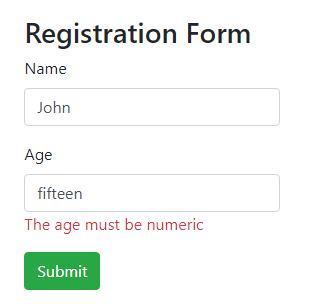 Registration Form
Name
John
Age
fifteen
The age must be numeric
Submit